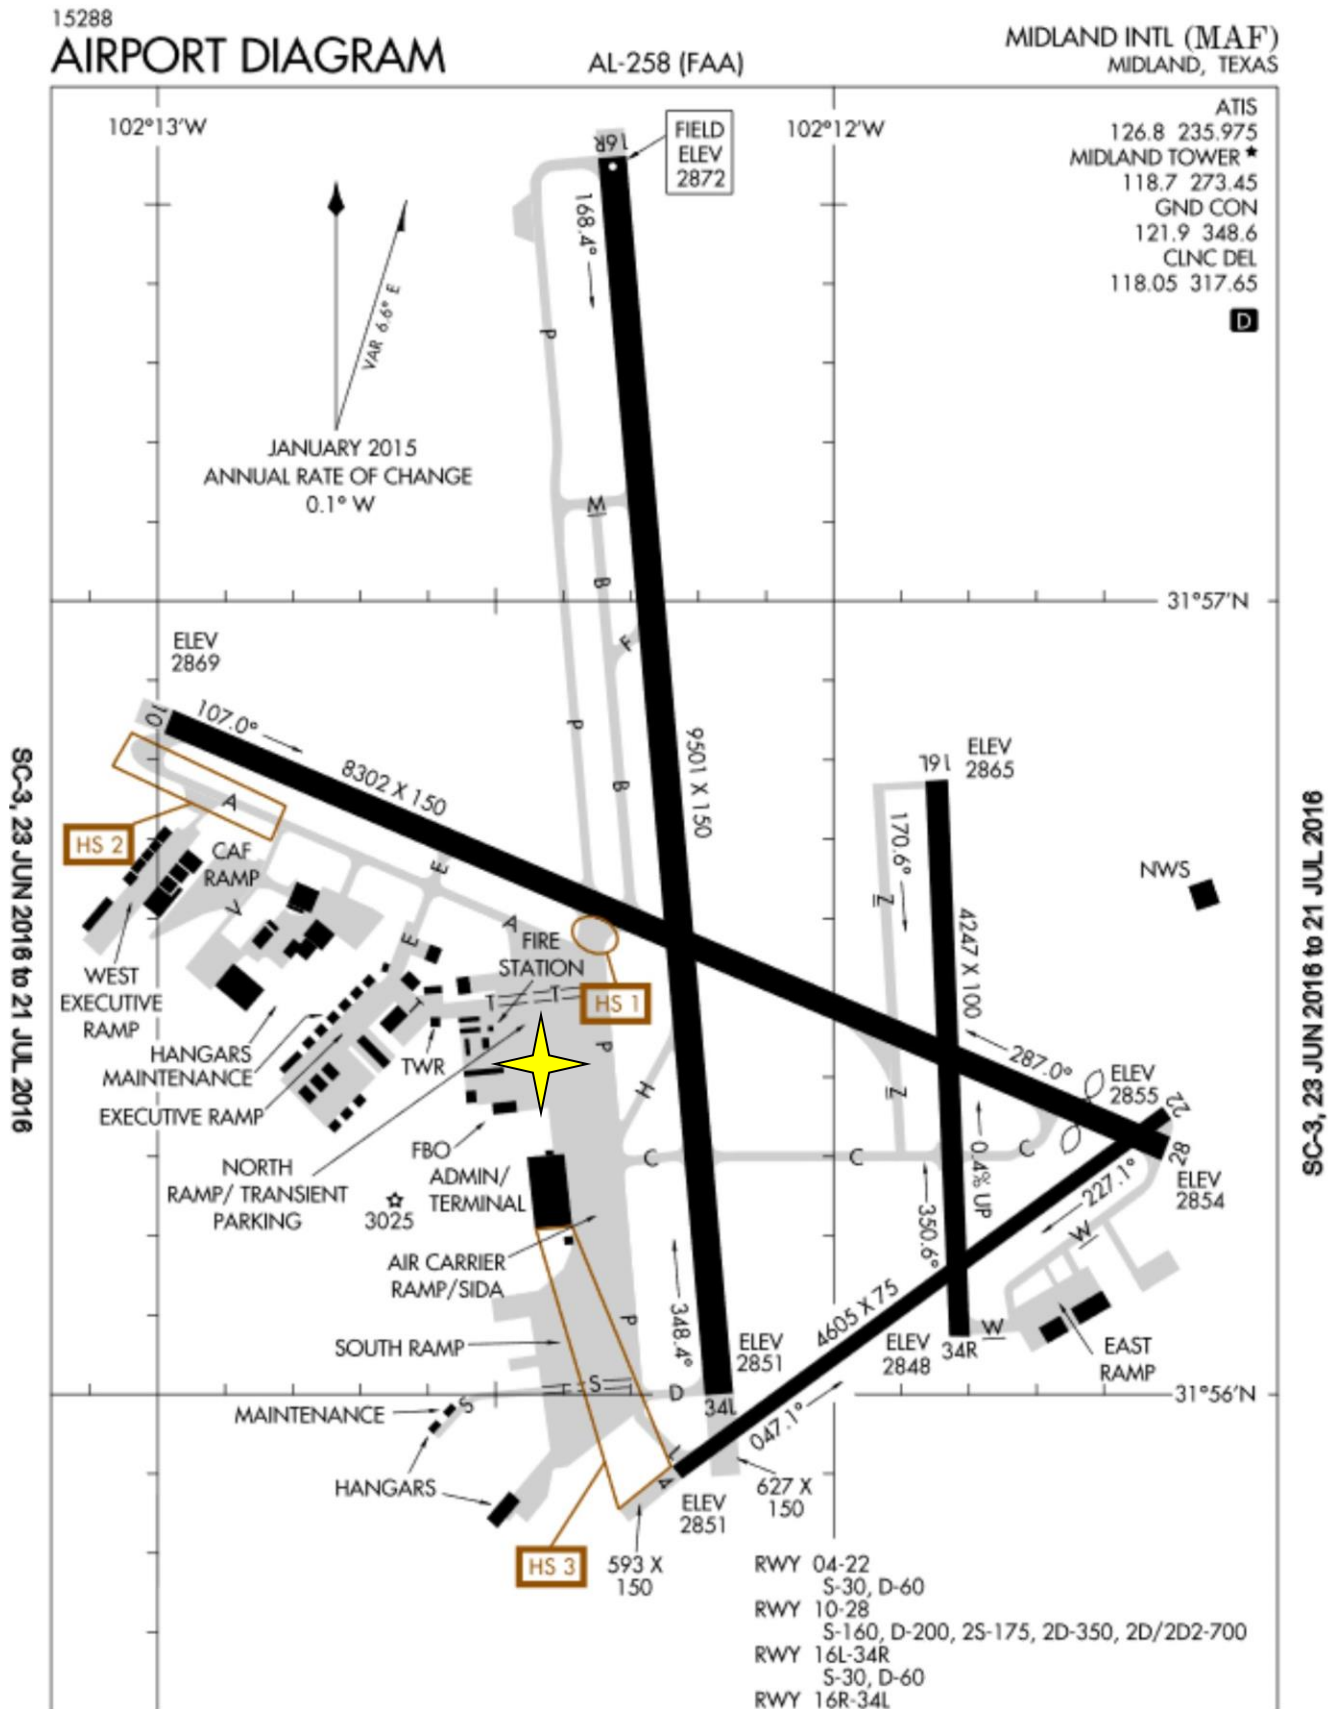 15288
AIRPORT DIAGRAM
AL-258 (FAA)
MIDLAND INTL (MAF)
MIDLAND, TEXAS
102°13'W
102°12'W
ATIS
126.8 235.975
MIDLAND TOWER★
118.7 273.45
GND CON
121.9 348.6
CLNC DEL
118.05 317.65
D
16R
FIELD
ELEV
2872
168.4°
VAR 6.6° E
JANUARY 2015
ANNUAL RATE OF CHANGE
0.1° W
P
M
B
F
31°57'N
ELEV
2869
10
107.0°
8302 X 150
P
B
9501 X 150
16L
ELEV
2865
170.6°
Z
4247 X 100
NWS
A
HS 2
CAF
RAMP
V
E
E
A
FIRE
STATION
HS 1
WEST
EXECUTIVE
RAMP
HANGARS
MAINTENANCE
EXECUTIVE RAMP
T
T
T
TWR
P
H
Z
287.0°
ELEV
2855
22
28
ELEV
2854
NORTH
RAMP/ TRANSIENT
PARKING
FBO
ADMIN/
TERMINAL
3025
C
C
C
0.4% UP
350.6°
227.1°
W
AIR CARRIER
RAMP/SIDA
SOUTH RAMP
P
348.4°
ELEV
2851
4605 X 75
ELEV
2848
34R
W
EAST
RAMP
S
D
34L
31°56'N
MAINTENANCE
S
047.1°
HANGARS
L
4
ELEV
2851
627 X
150
HS 3
593 X
150
RWY 04-22
S-30, D-60
RWY 10-28
S-160, D-200, 2S-175, 2D-350, 2D/2D2-700
RWY 16L-34R
S-30, D-60
RWY 16R-34L
SC-3, 23 JUN 2016 to 21 JUL 2016
SC-3, 23 JUN 2016 to 21 JUL 2016